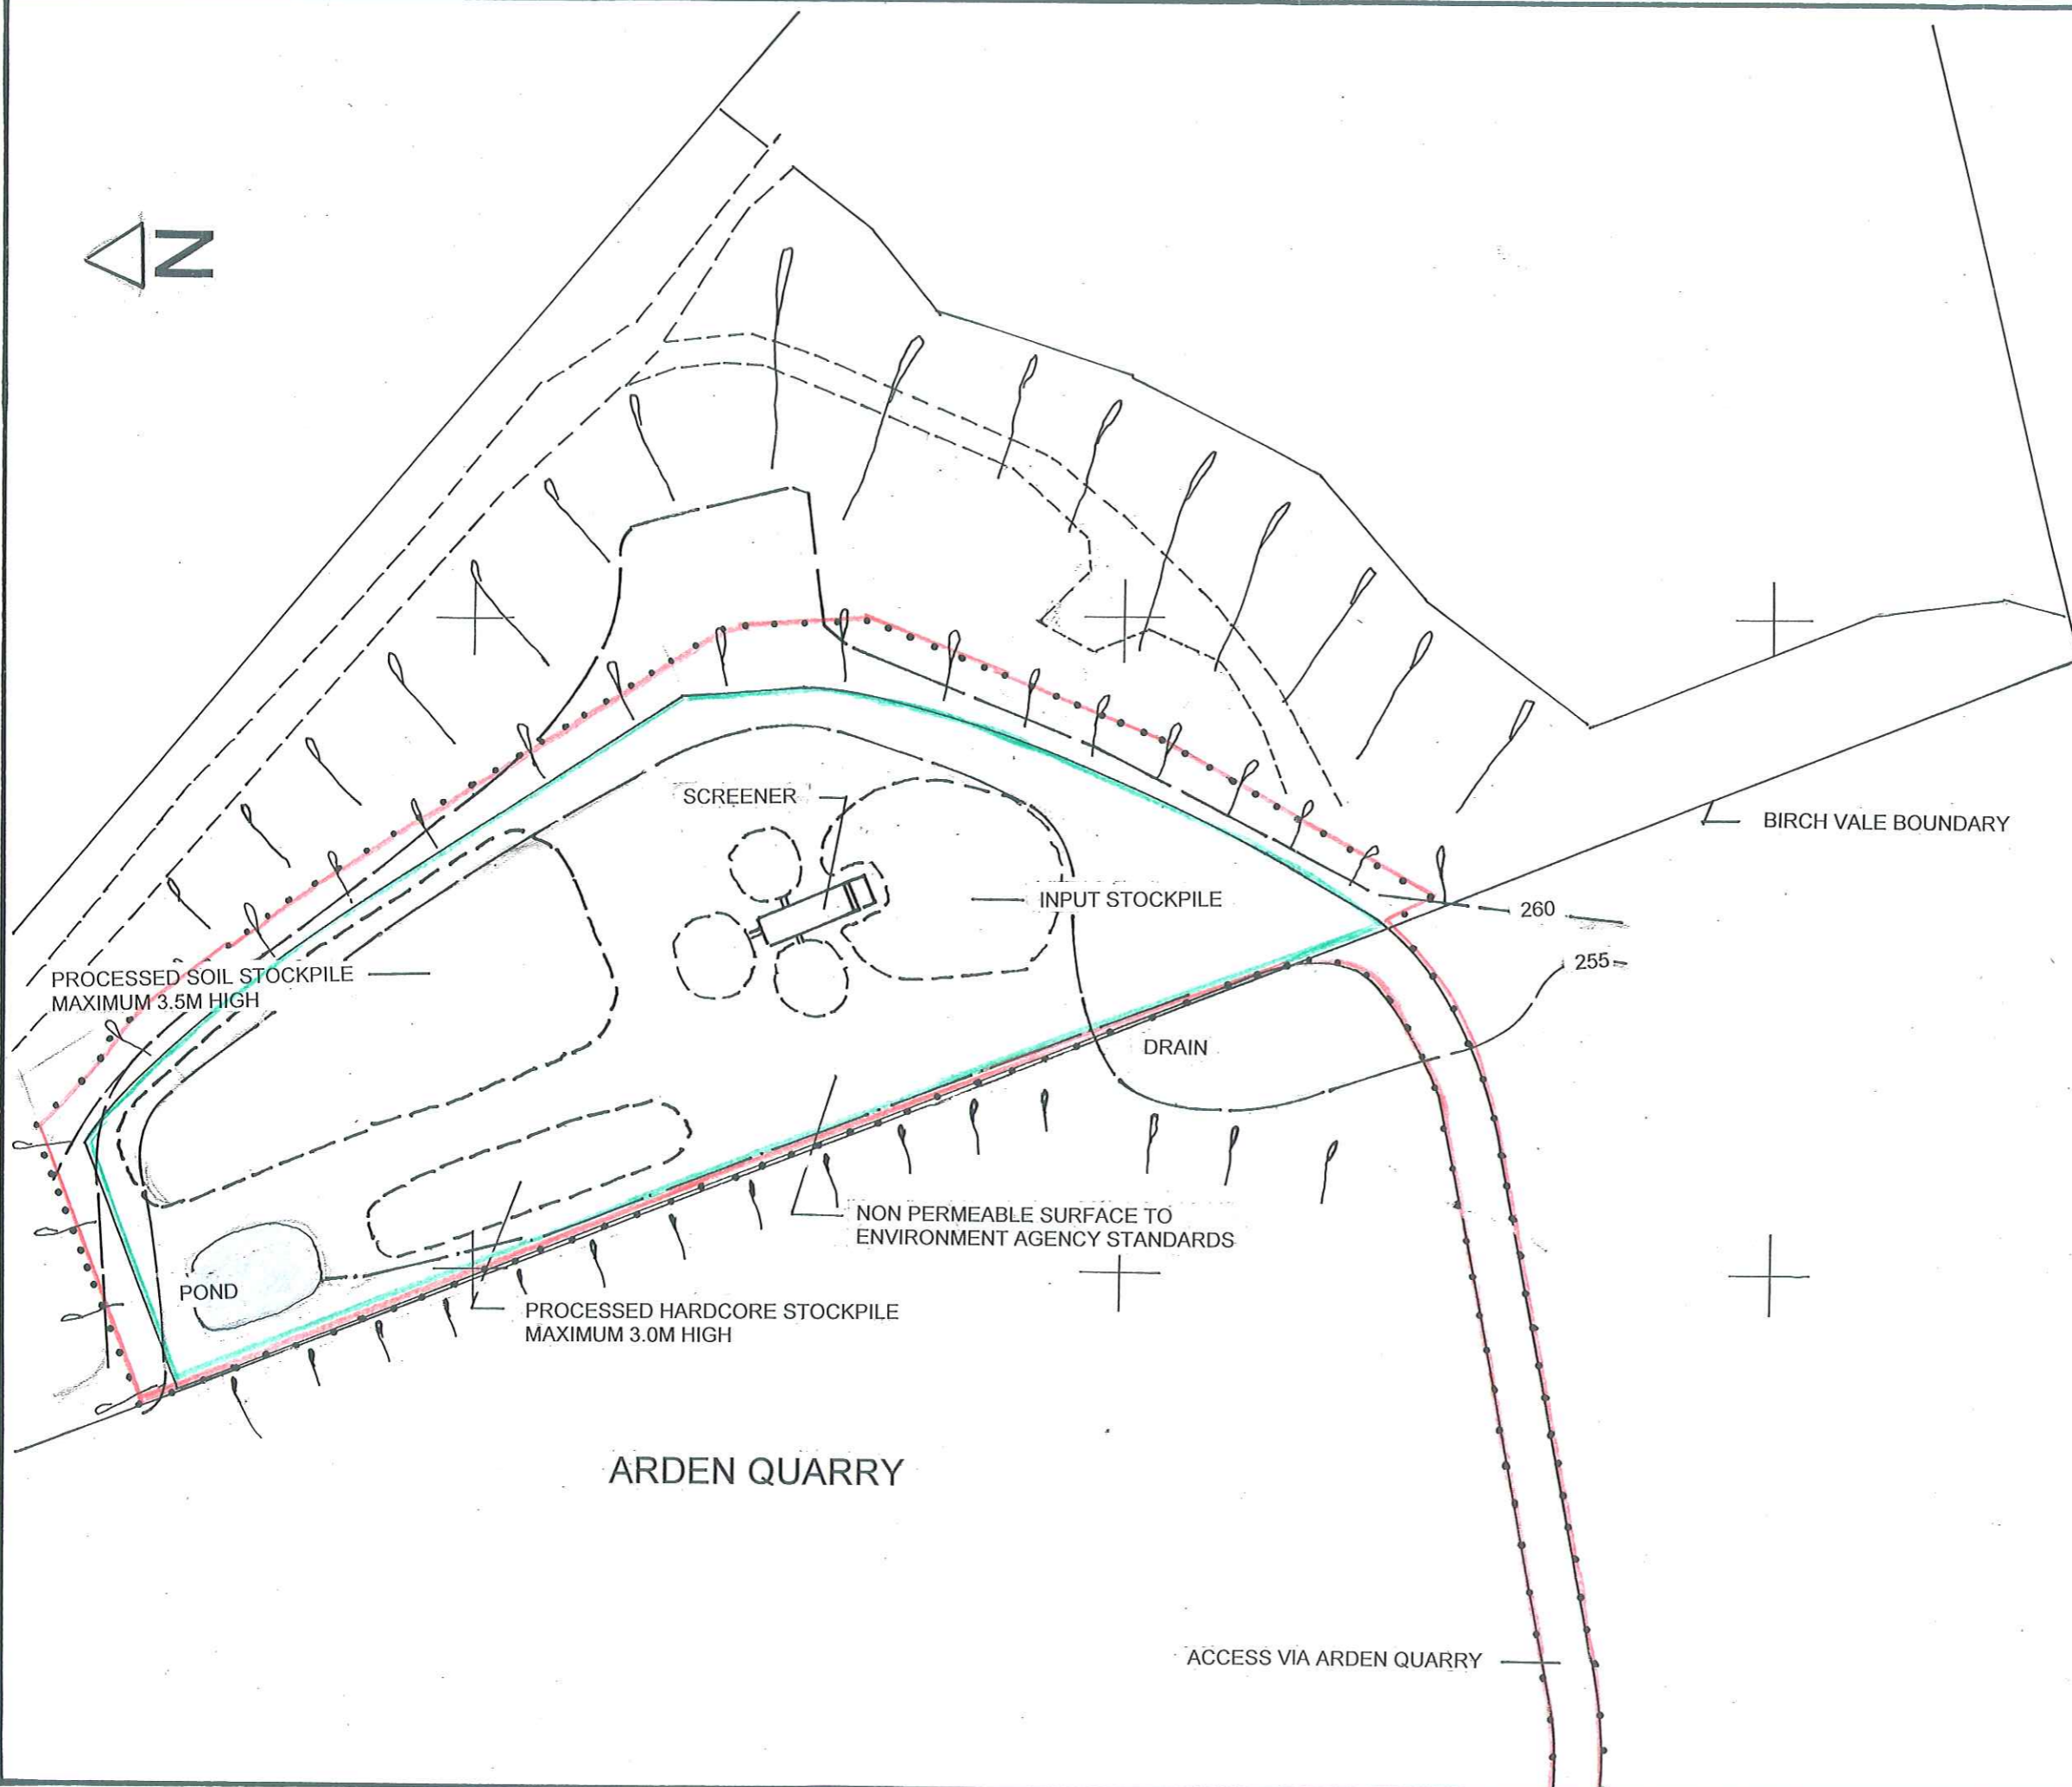 N
SCREENER
BIRCH VALE BOUNDARY
INPUT STOCKPILE
260
255
PROCESSED SOIL STOCKPILE
MAXIMUM 3.5M HIGH
DRAIN
NON PERMEABLE SURFACE TO
ENVIRONMENT AGENCY STANDARDS
POND
PROCESSED HARDCORE STOCKPILE
MAXIMUM 3.0M HIGH
ARDEN QUARRY
ACCESS VIA ARDEN QUARRY